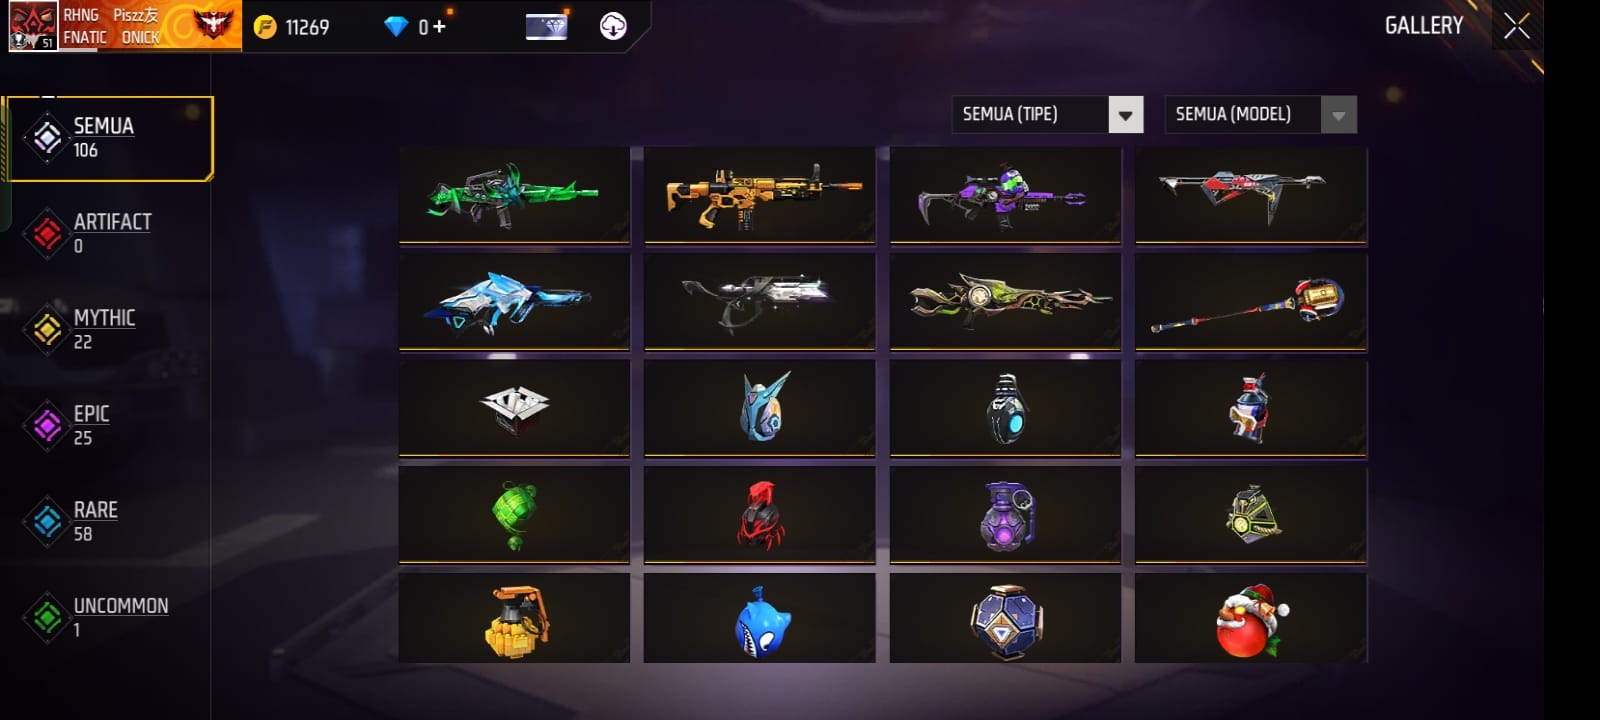 RHNG Piszz友
FNATIC ONICK
51
11269
0+
GALLERY
SEMUA (TIPE)
SEMUA (MODEL)
SEMUA
106
ARTIFACT
0
MYTHIC
22
EPIC
25
RARE
58
UNCOMMON
1